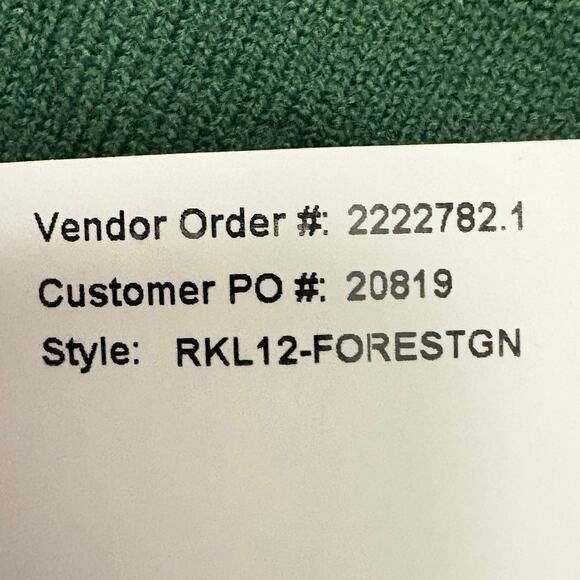 Vendor Order #: 2222782.1
Customer PO #: 20819
Style: RKL12-FORESTGN